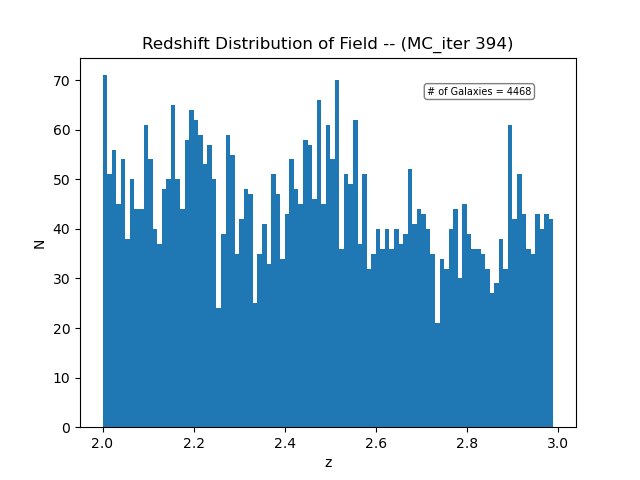 Redshift Distribution of Field -- (MC_iter 394)
# of Galaxies = 4468
N
70
60
50
40
30
20
10
0
2.0 2.2 2.4 2.6 2.8 3.0
z